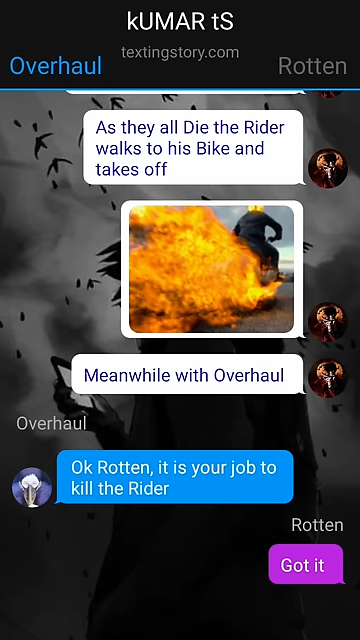 kUMAR tS
textingstory.com
Overhaul
Rotten
As they all Die the Rider
walks to his Bike and
takes off
Meanwhile with Overhaul
Overhaul
Ok Rotten, it is your job to
kill the Rider
Rotten
Got it